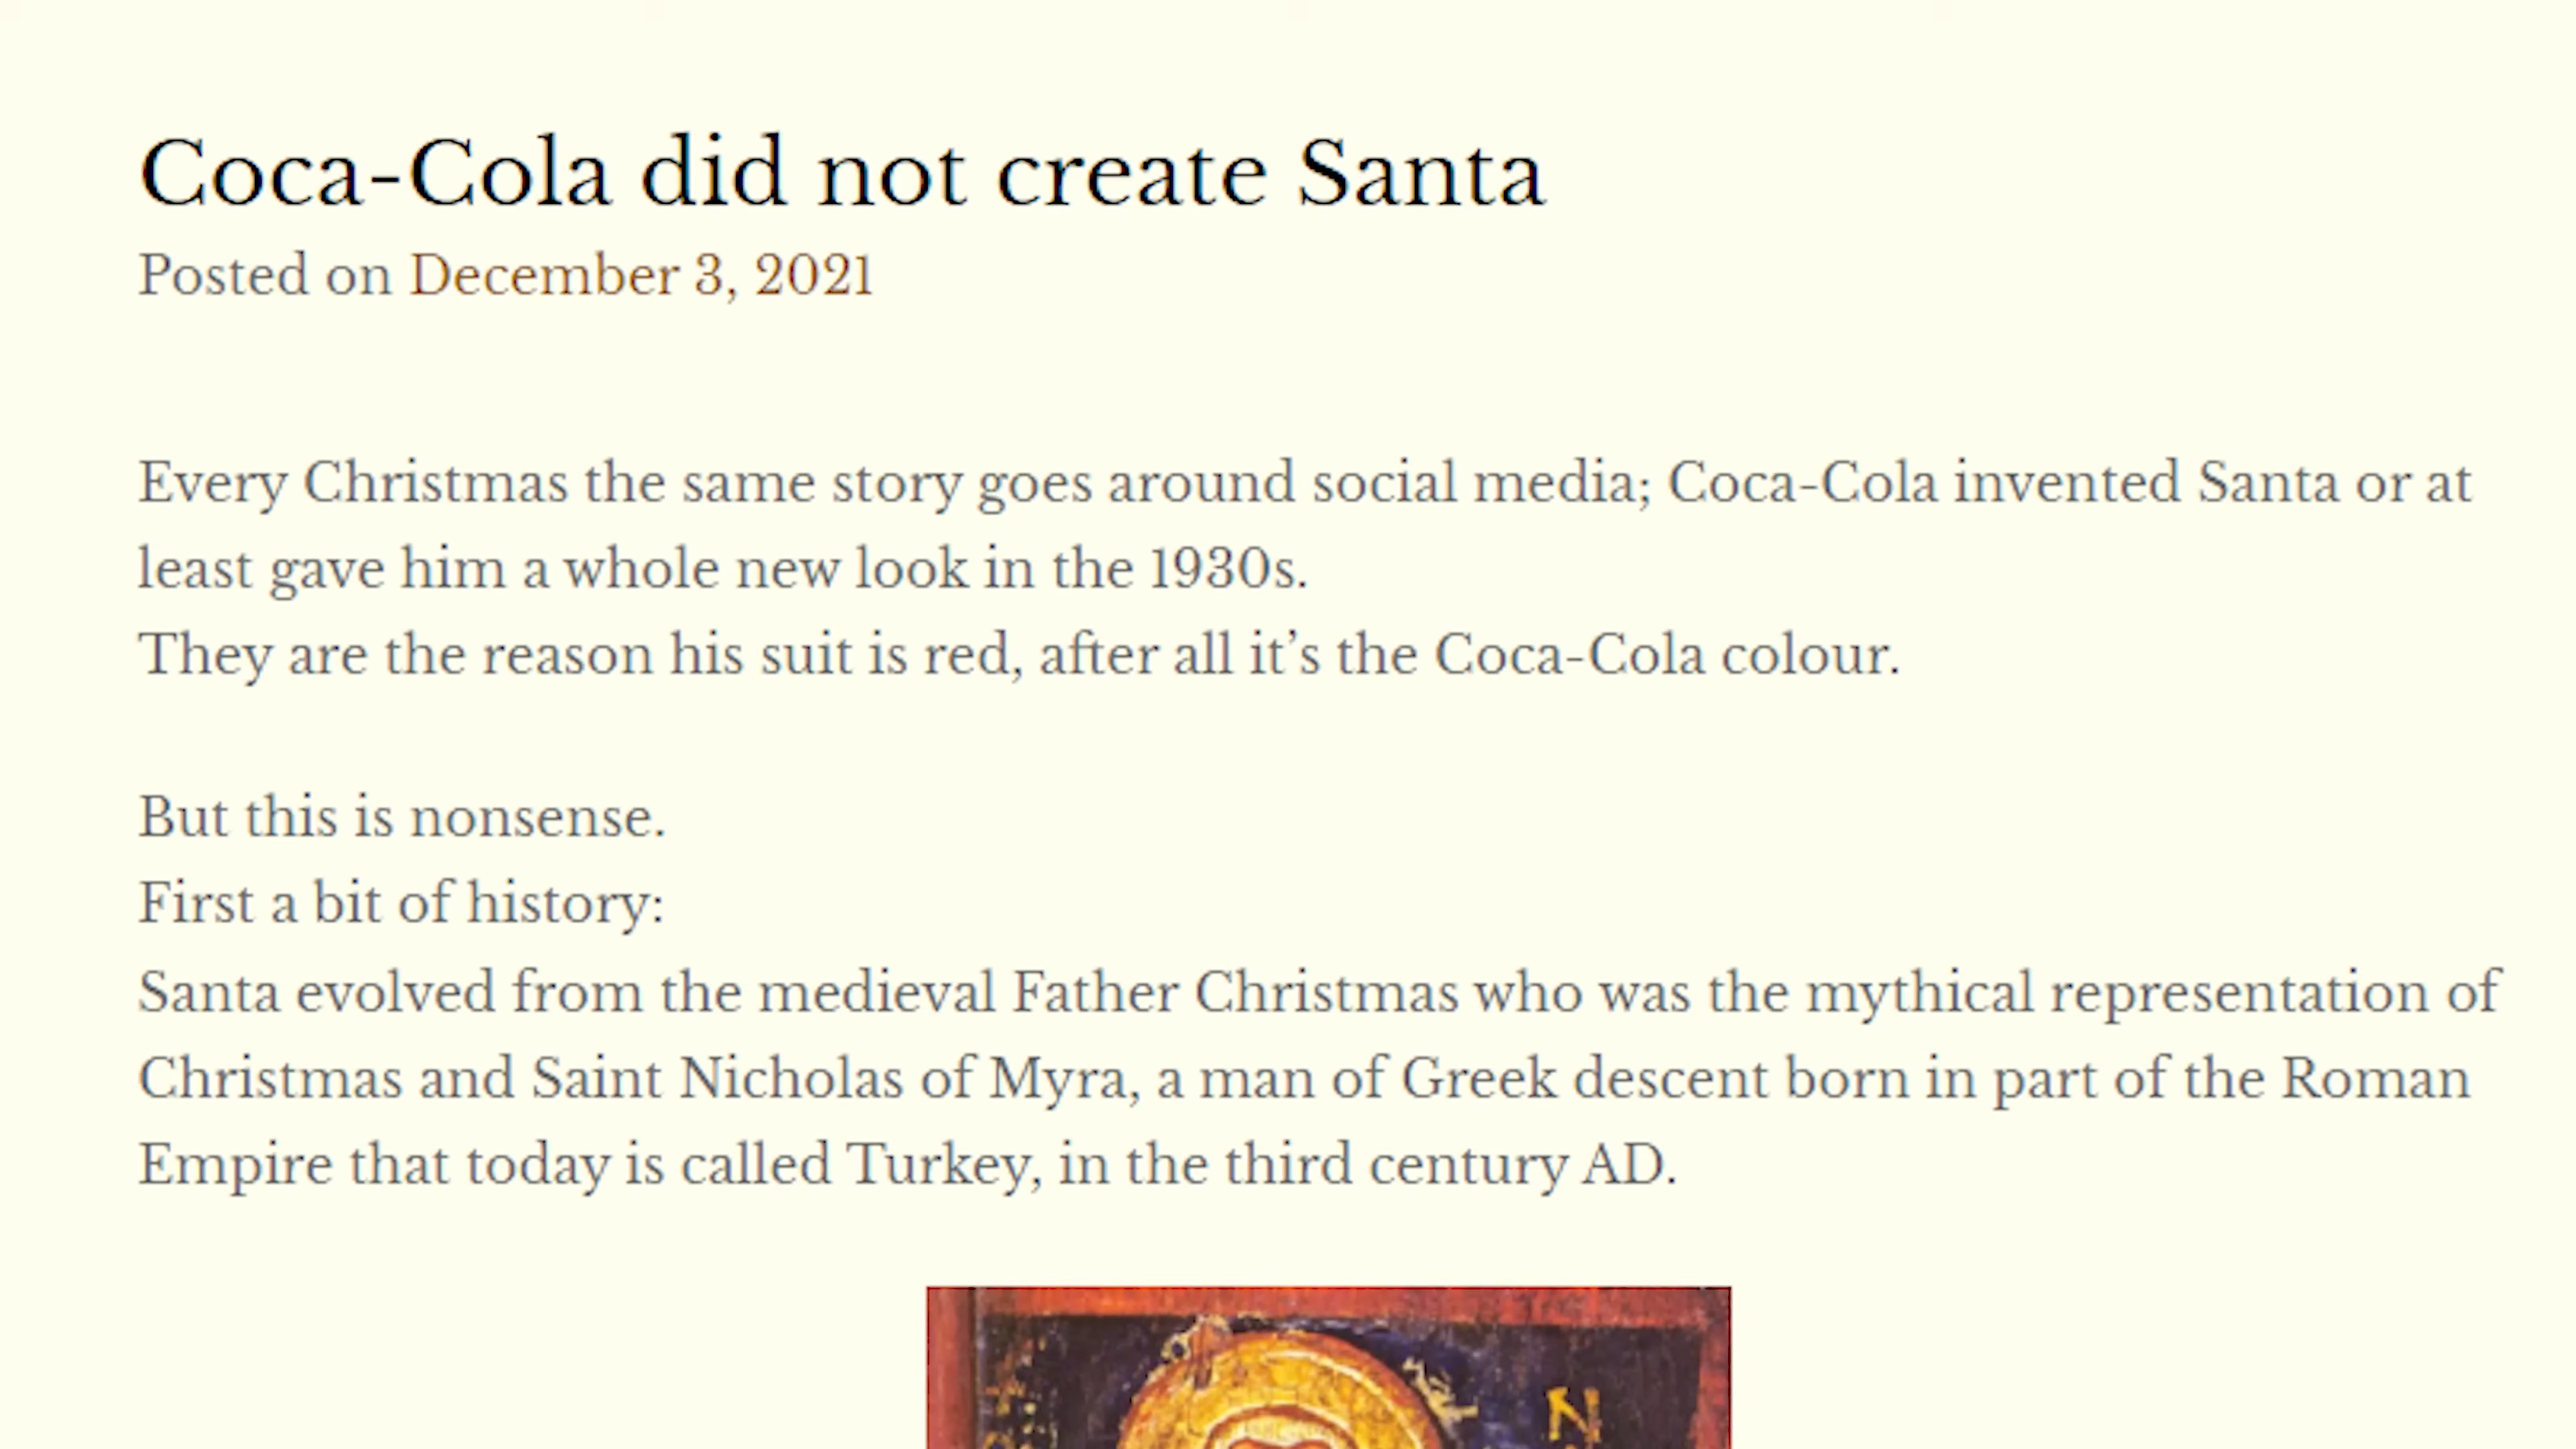 Coca-Cola did not create Santa
Posted on December 3, 2021
Every Christmas the same story goes around social media; Coca-Cola invented Santa or at
least gave him a whole new look in the 1930s.
They are the reason his suit is red, after all it’s the Coca-Cola colour.
But this is nonsense.
First a bit of history:
Santa evolved from the medieval Father Christmas who was the mythical representation of
Christmas and Saint Nicholas of Myra, a man of Greek descent born in part of the Roman
Empire that today is called Turkey, in the third century AD.
N